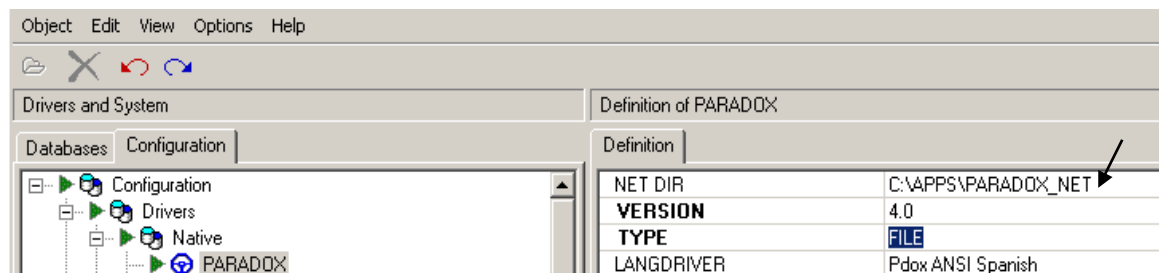 Object Edit View Options Help
Drivers and System
Definition of PARADOX
Databases Configuration
Definition
Configuration
NET DIR C:\APPS\PARADOX_NET
Drivers
VERSION 4.0
Native
TYPE FILE
PARADOX
LANGDRIVER Pdox ANSI Spanish